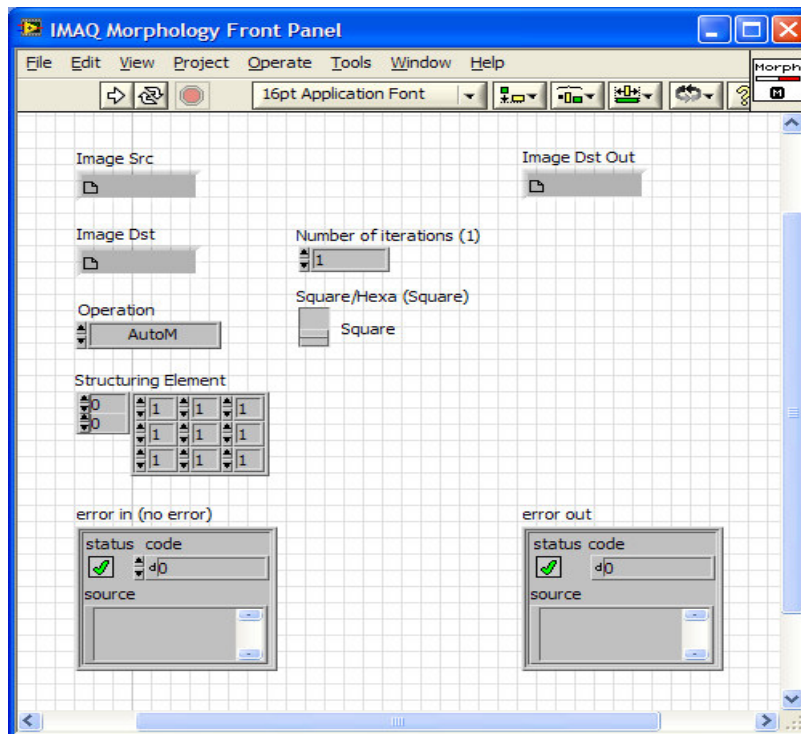 IMAQ Morphology Front Panel
File Edit View Project Operate Tools Window Help
Morph
M
16pt Application Font
?
Image Src
Image Dst Out
Image Dst
Number of iterations (1)
1
Square/Hexa (Square)
Square
Operation
AutoM
Structuring Element
0 1 1 1
0 1 1 1
1 1 1
error in (no error)
error out
status code
d0
source
status code
d0
source